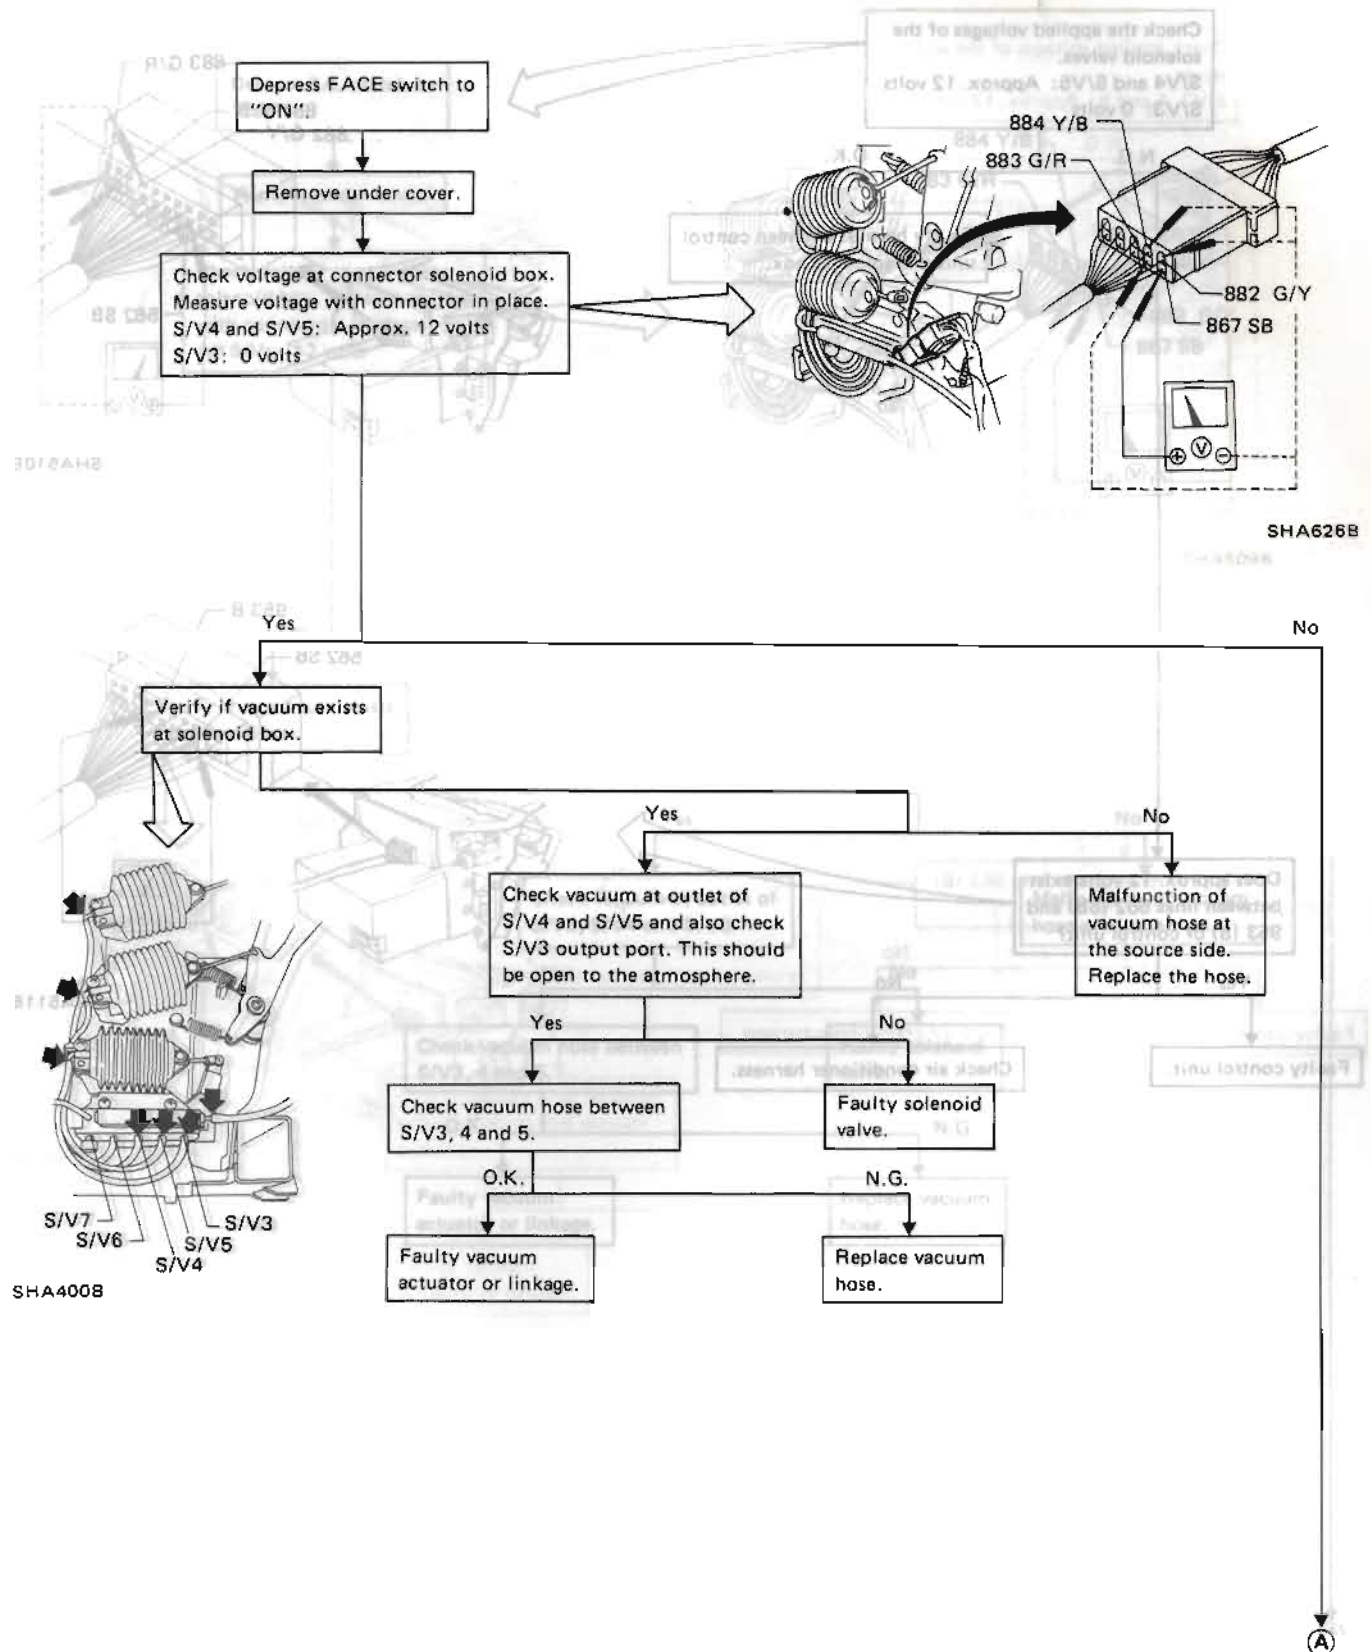 Depress FACE switch to
"ON".
Remove under cover.
Check voltage at connector solenoid box.
Measure voltage with connector in place.
S/V4 and S/V5: Approx. 12 volts
S/V3: 0 volts
884 Y/B
883 G/R
882 G/Y
867 SB
V
SHA626B
Yes
No
Verify if vacuum exists
at solenoid box.
Yes
No
Check vacuum at outlet of
S/V4 and S/V5 and also check
S/V3 output port. This should
be open to the atmosphere.
Malfunction of
vacuum hose at
the source side.
Replace the hose.
Yes
No
Check vacuum hose between
S/V3, 4 and 5.
Faulty solenoid
valve.
O.K.
N.G.
Faulty vacuum
actuator or linkage.
Replace vacuum
hose.
S/V7
S/V6
S/V4
S/V5
S/V3
SHA400B
A